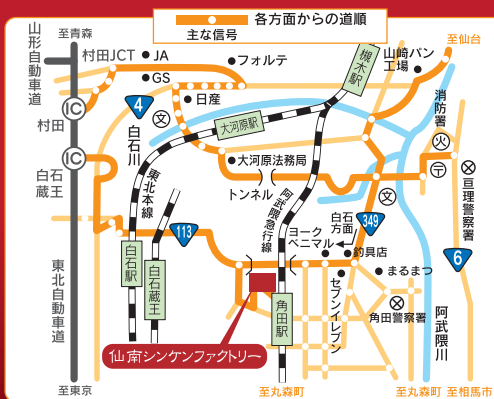 各方面からの道順
主な信号
山形自動車道
至青森
村田JCT
JA
GS
フォルテ
槻木駅
山崎パン
工場
至仙台
IC
村田
4
文
日産
大河原駅
消防署
火
〒
IC
白石
蔵王
白石川
東北本線
大河原法務局
トンネル
阿武隈急行線
文
亘理警察署
113
ヨーク
ベニマル
白石
方面
349
釣具店
6
白石駅
白石蔵王
セブンイレブン
まるまつ
角田駅
角田警察署
東北自動車道
阿武隈川
仙南シンケンファクトリー
至東京
至丸森町
至丸森町
至相馬市